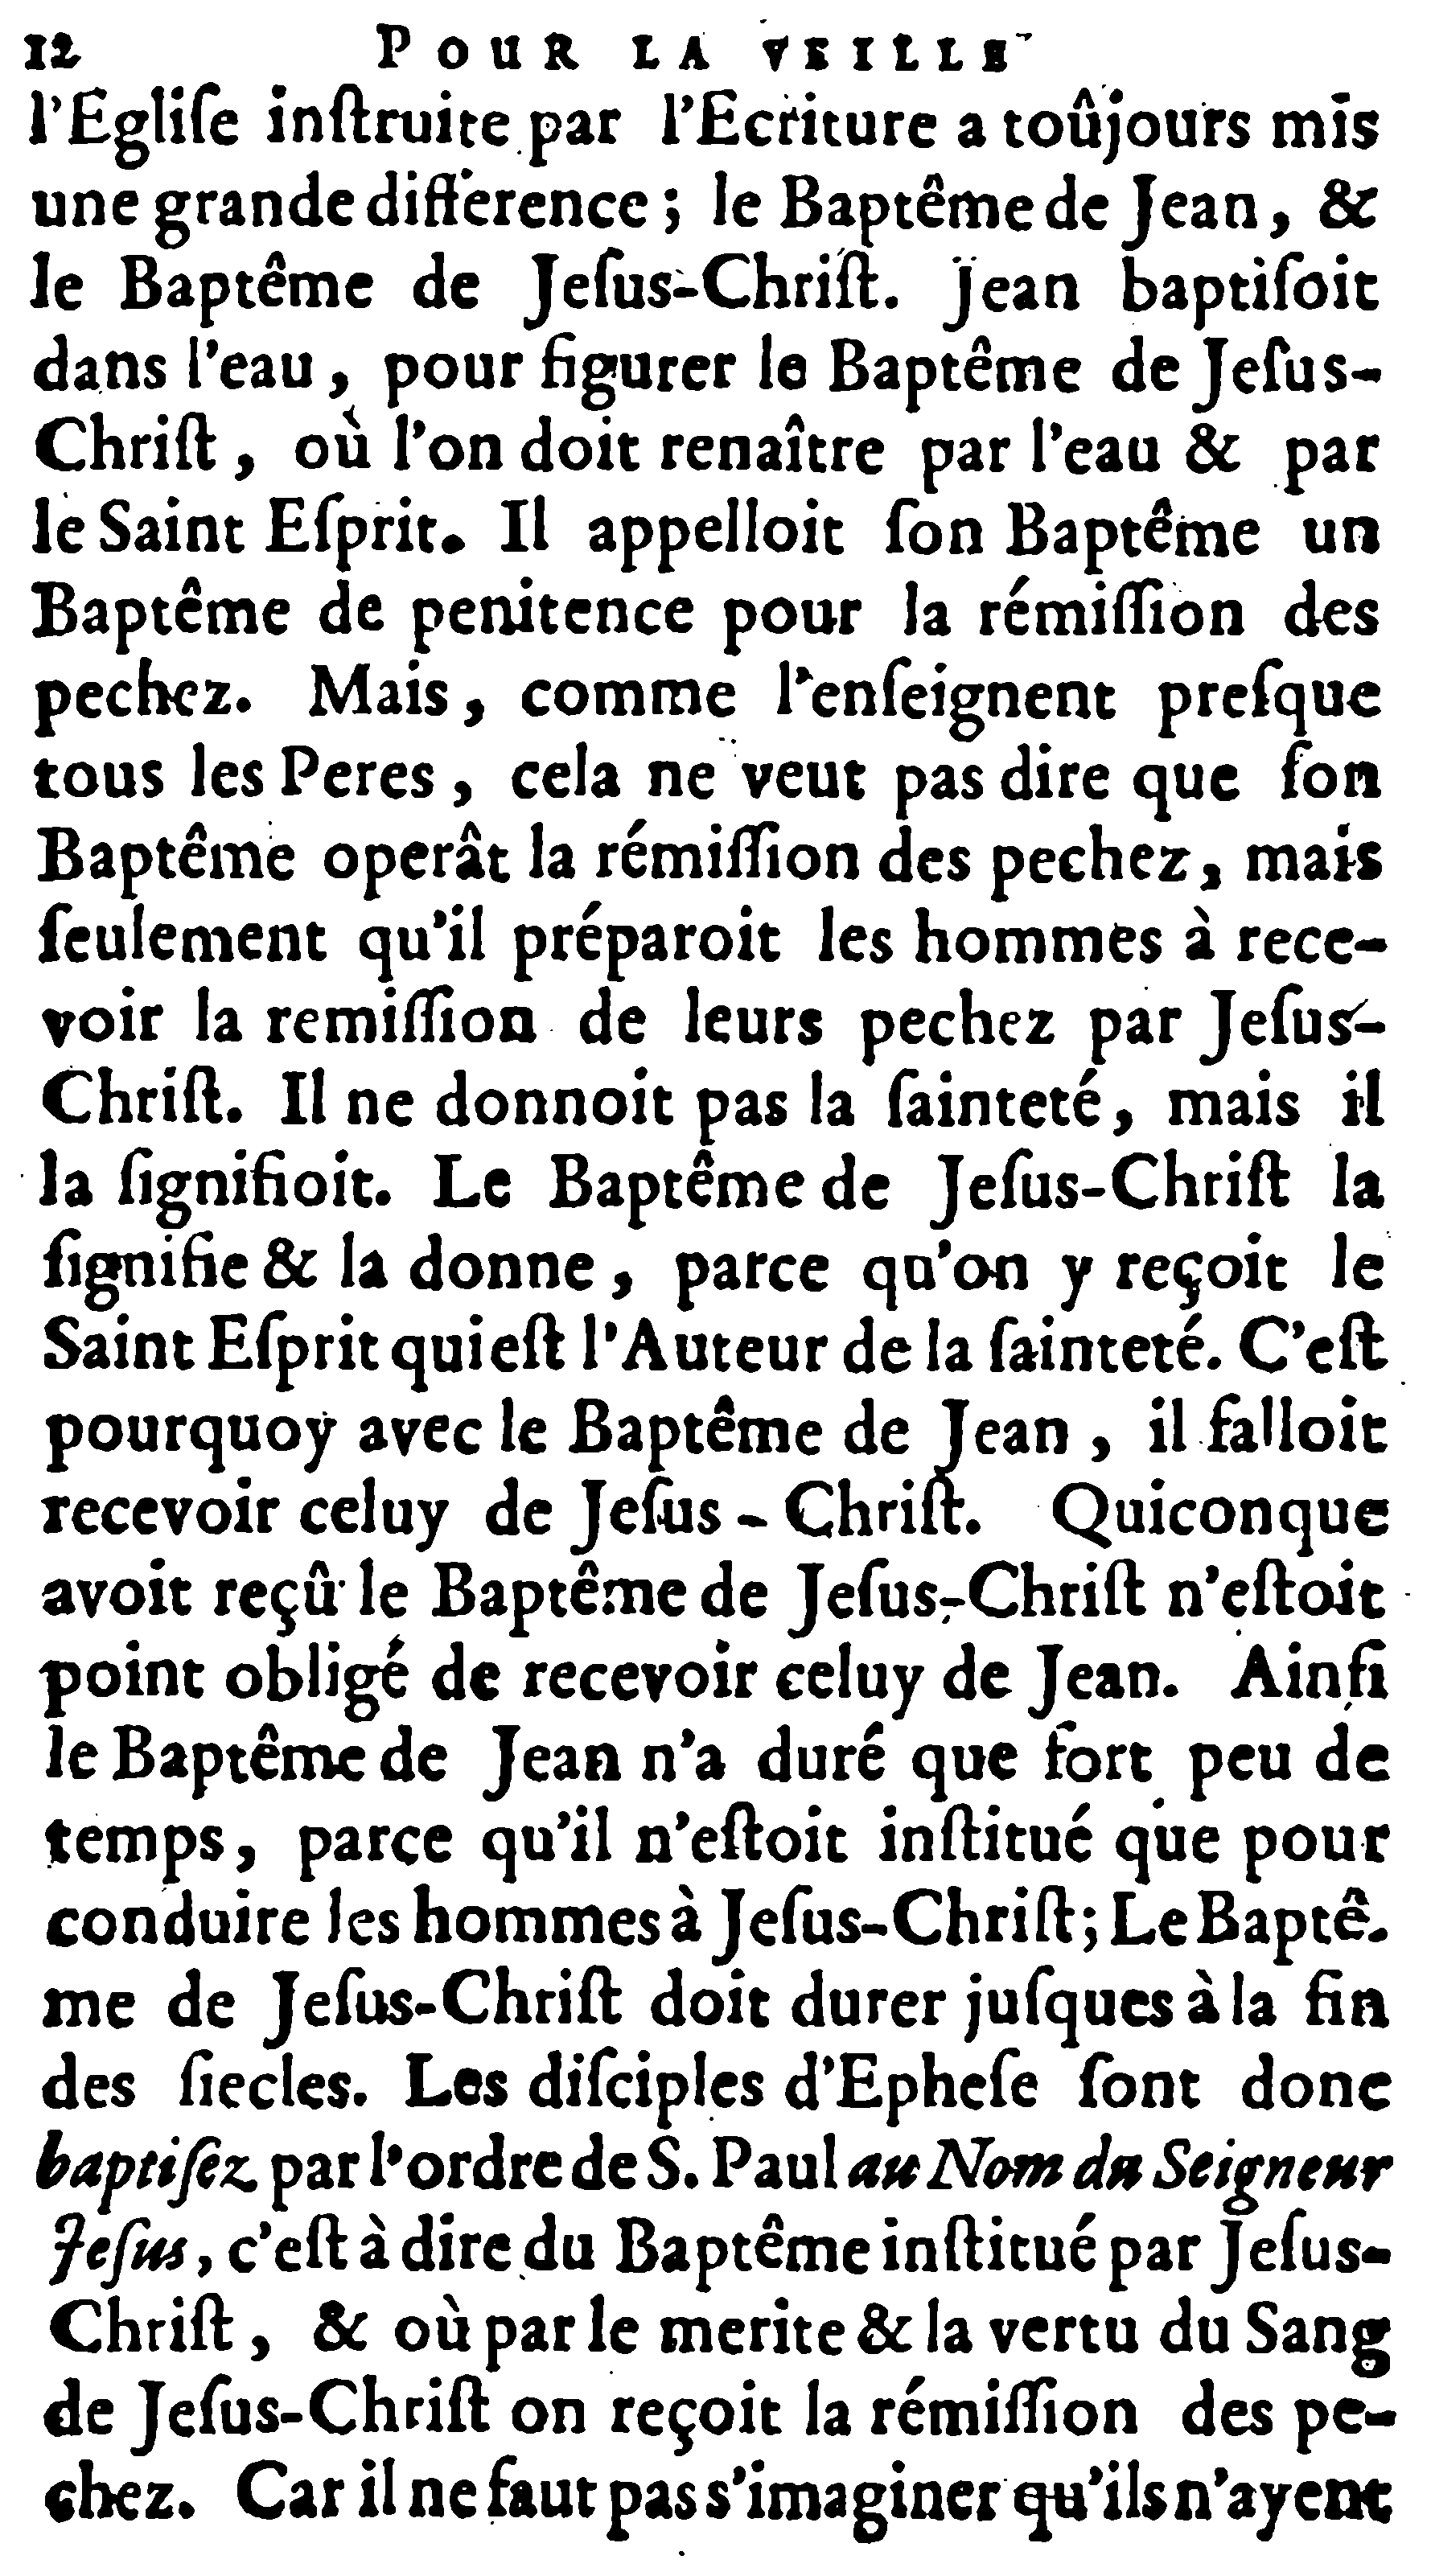 12 POUR LA VEILLE
l'Egliſe inſtruite par l'Ecriture a toûjours mis
une grande difference ; le Baptême de Jean, &
le Baptême de Jeſus-Chriſt. Jean baptiſoit
dans l'eau, pour figurer le Baptême de Jeſus-
Chriſt, où l'on doit renaître par l'eau & par
le Saint Eſprit. Il appelloit ſon Baptême un
Baptême de penitence pour la rémiſſion des
pechez. Mais, comme l'enſeignent preſque
tous les Peres, cela ne veut pas dire que ſon
Baptême operât la rémiſſion des pechez, mais
ſeulement qu'il préparoit les hommes à rece-
voir la remiſſion de leurs pechez par Jeſus-
Chriſt. Il ne donnoit pas la ſainteté, mais il
la ſignifioit. Le Baptême de Jeſus-Chriſt la
ſignifie & la donne, parce qu'on y reçoit le
Saint Eſprit qui eſt l'Auteur de la ſainteté. C'eſt
pourquoy avec le Baptême de Jean, il falloit
recevoir celuy de Jeſus-Chriſt. Quiconque
avoit reçû le Baptême de Jeſus-Chriſt n'eſtoit
point obligé de recevoir celuy de Jean. Ainſi
le Baptême de Jean n'a duré que fort peu de
temps, parce qu'il n'eſtoit inſtitué que pour
conduire les hommes à Jeſus-Chriſt; Le Baptê-
me de Jeſus-Chriſt doit durer juſques à la fin
des ſiecles. Les diſciples d'Epheſe ſont donc
baptiſez par l'ordre de S. Paul au Nom du Seigneur
Jeſus, c'eſt à dire du Baptême inſtitué par Jeſus-
Chriſt, & où par le merite & la vertu du Sang
de Jeſus-Chriſt on reçoit la rémiſſion des pe-
chez. Car il ne faut pas s'imaginer qu'ils n'ayent